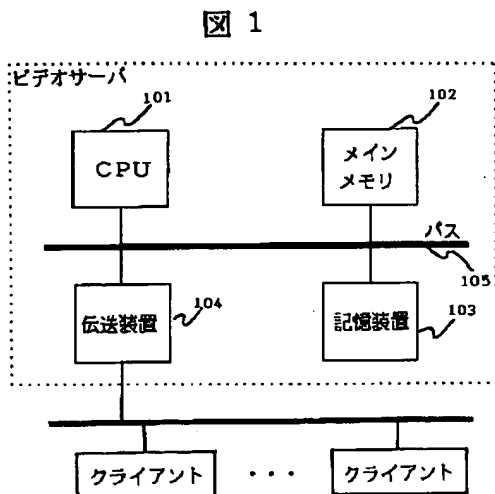 図 1
ビデオサーバ
101
CPU
102
メイン
メモリ
バス
105
伝送装置
104
記憶装置
103
クライアント
・・・
クライアント